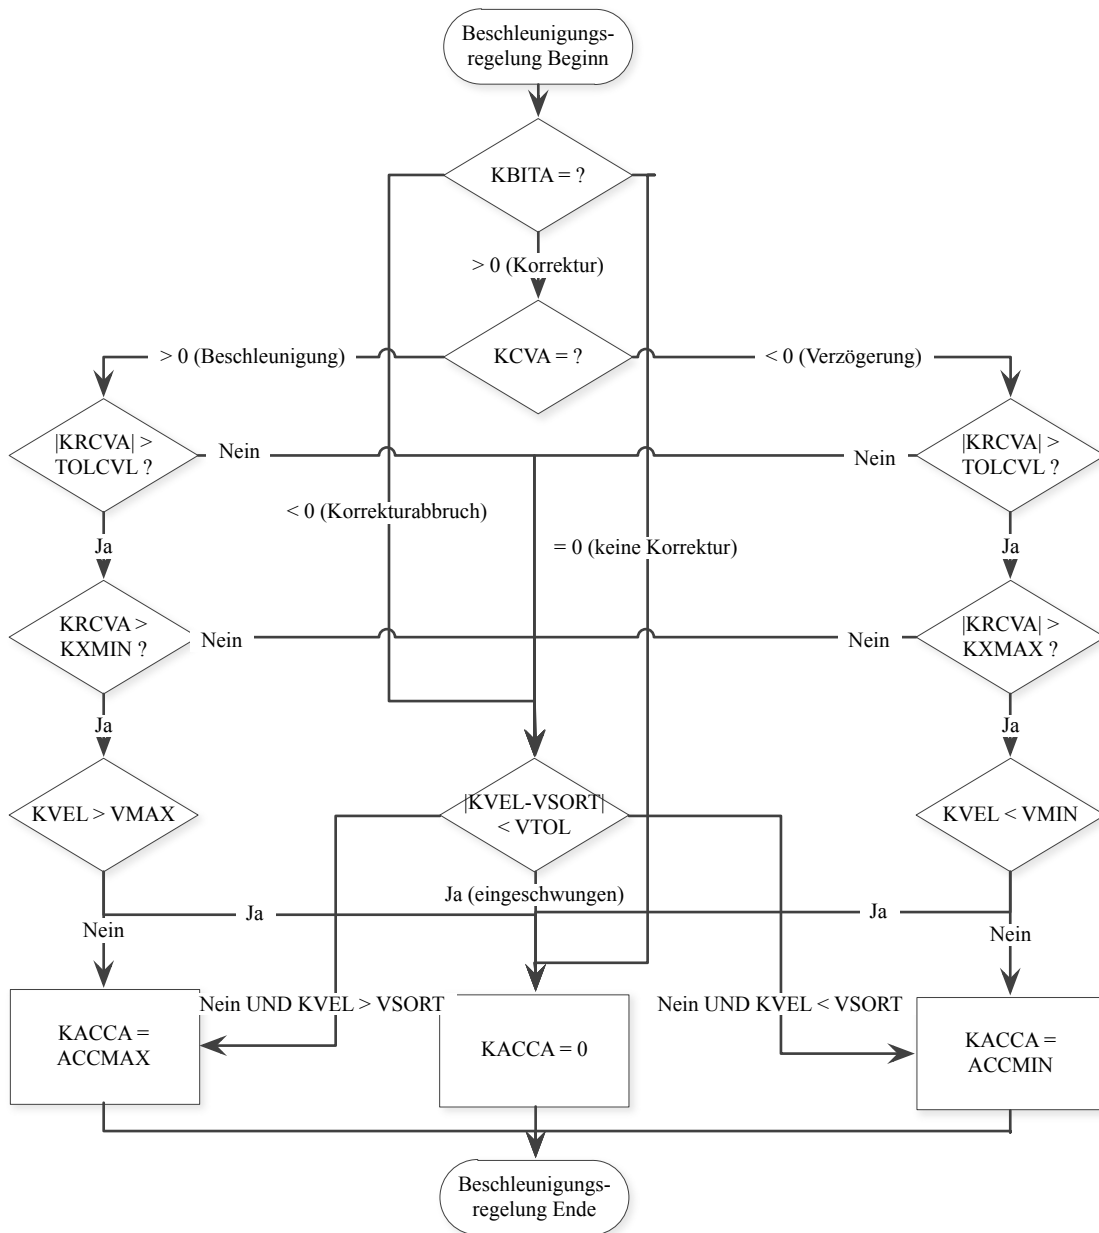 Beschleunigungs-
regelung Beginn
KBITA = ?
> 0 (Korrektur)
> 0 (Beschleunigung)
KCVA = ?
< 0 (Verzögerung)
|KRCVA| >
TOLCVL ?
Nein
Nein
|KRCVA| >
TOLCVL ?
< 0 (Korrekturabbruch)
Ja
= 0 (keine Korrektur)
Ja
KRCVA >
KXMIN ?
Nein
Nein
|KRCVA| >
KXMAX ?
Ja
Ja
KVEL > VMAX
|KVEL-VSORT|
< VTOL
KVEL < VMIN
Ja (eingeschwungen)
Ja
Ja
Nein
Nein
Nein UND KVEL > VSORT
Nein UND KVEL < VSORT
KACCA =
ACCMAX
KACCA = 0
KACCA =
ACCMIN
Beschleunigungs-
regelung Ende